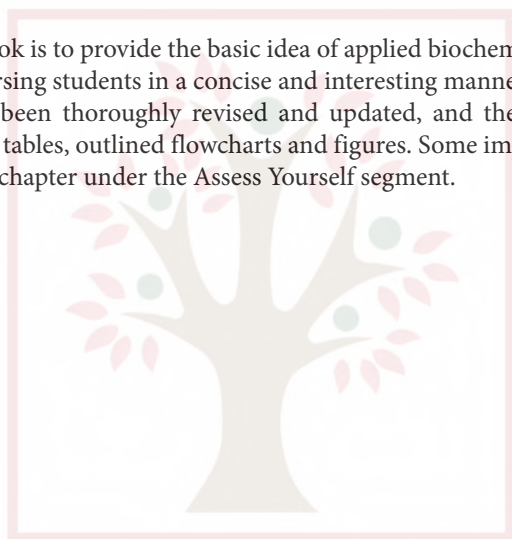 ok is to provide the basic idea of applied biochem
rsing students in a concise and interesting manne
been thoroughly revised and updated, and the
tables, outlined flowcharts and figures. Some im
chapter under the Assess Yourself segment.